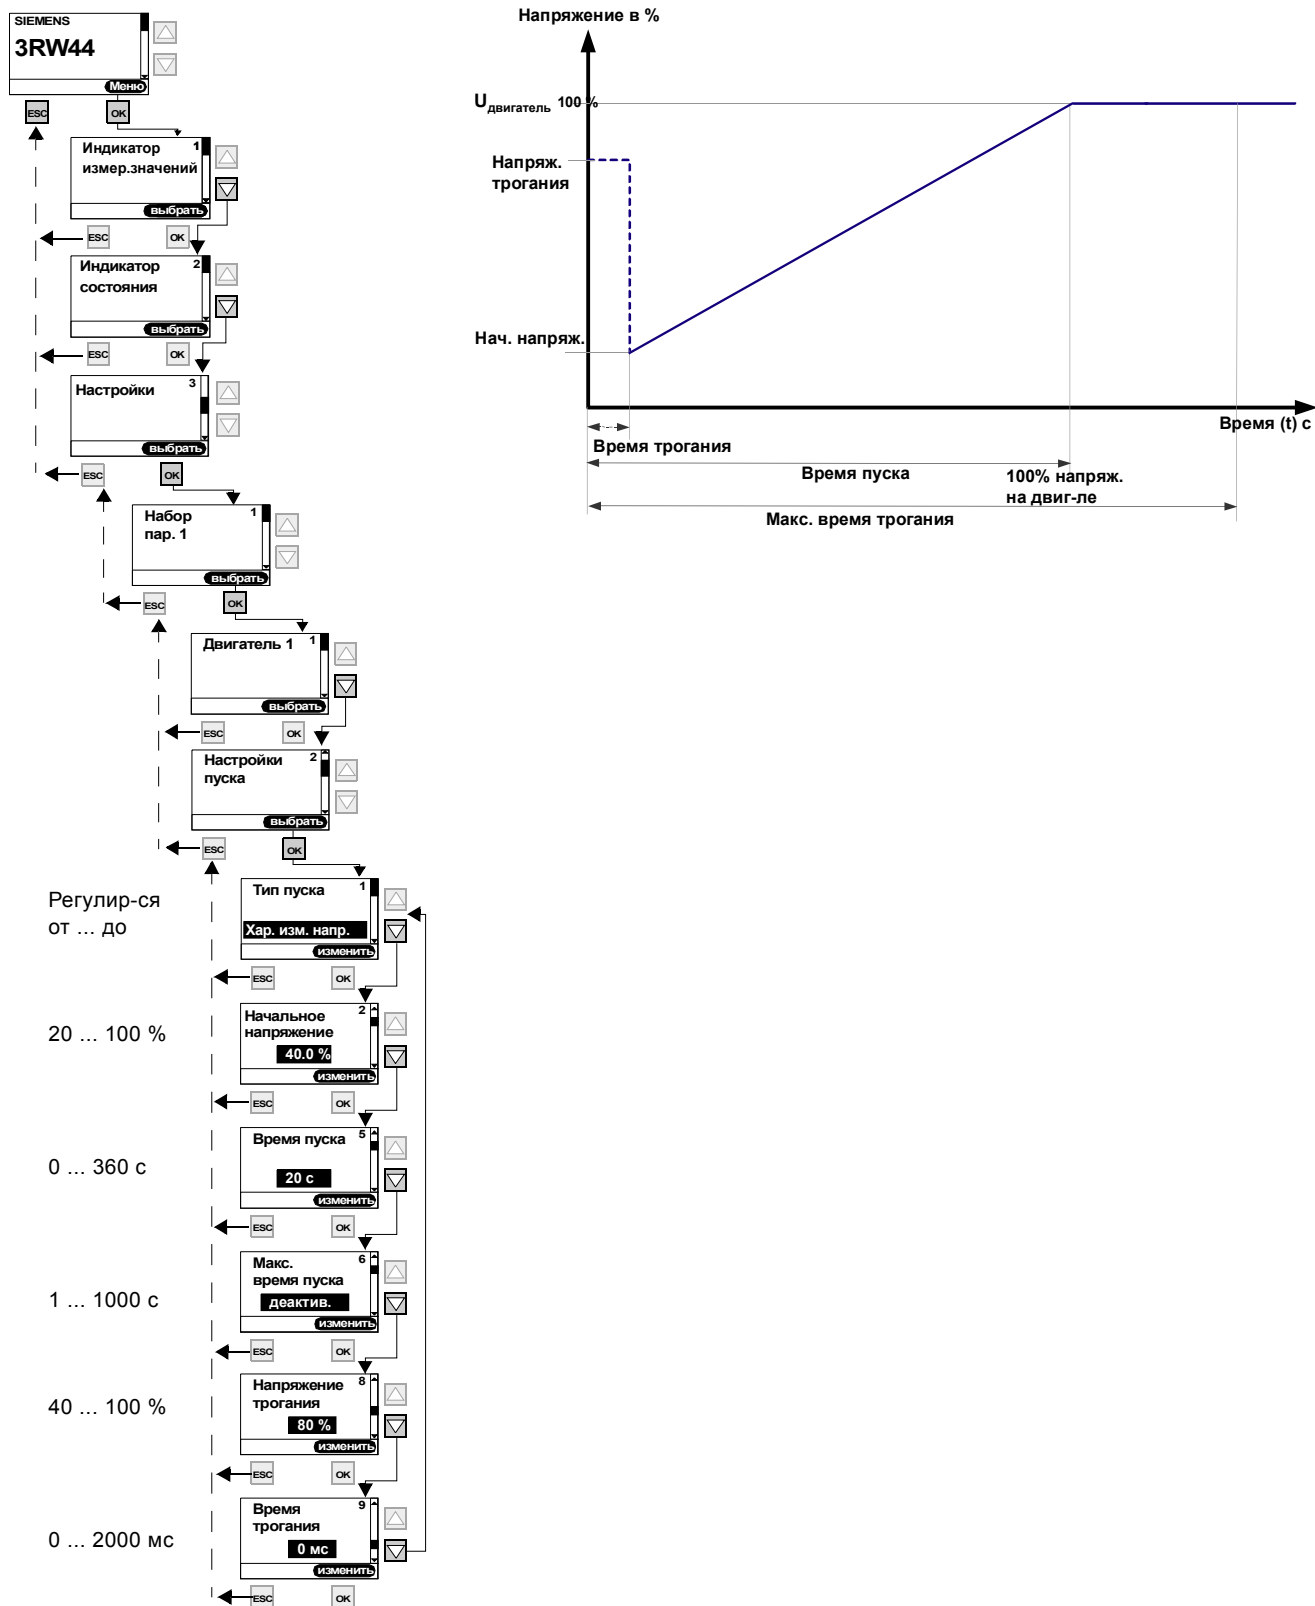 SIEMENS
3RW44
Меню
ESC
OK
Индикатор 1
измер.значений
выбрать
ESC
OK
Индикатор 2
состояния
выбрать
ESC
OK
Настройки 3
выбрать
ESC
OK
Набор 1
пар. 1
выбрать
ESC
OK
Двигатель 1 1
выбрать
ESC
OK
Настройки 2
пуска
выбрать
ESC
OK
Регулир-ся
от ... до
Тип пуска 1
Хар. изм. напр.
изменить
ESC
OK
20 ... 100 %
Начальное 2
напряжение
40.0 %
изменить
ESC
OK
0 ... 360 с
Время пуска 5
20 с
изменить
ESC
OK
1 ... 1000 с
Макс. 6
время пуска
деактив.
изменить
ESC
OK
40 ... 100 %
Напряжение 8
трогания
80 %
изменить
ESC
OK
0 ... 2000 мс
Время 9
трогания
0 мс
изменить
ESC
OK
Напряжение в %
Uдвигатель 100 %
Напряж.
трогания
Нач. напряж.
Время (t) с
Время трогания
Время пуска
100% напряж.
на двиг-ле
Макс. время трогания